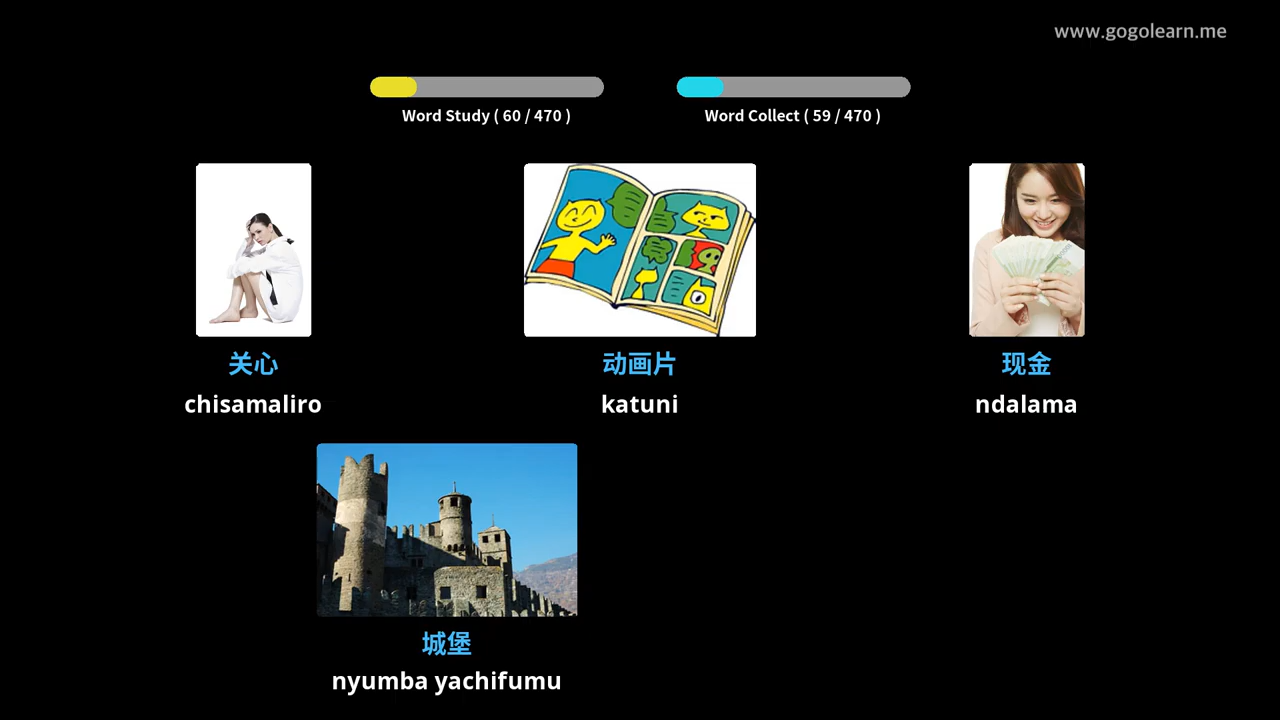 www.gogolearn.me
Word Study ( 60 / 470 )
Word Collect ( 59 / 470 )
关心
chisamaliro
动画片
katuni
现金
ndalama
城堡
nyumba yachifumu